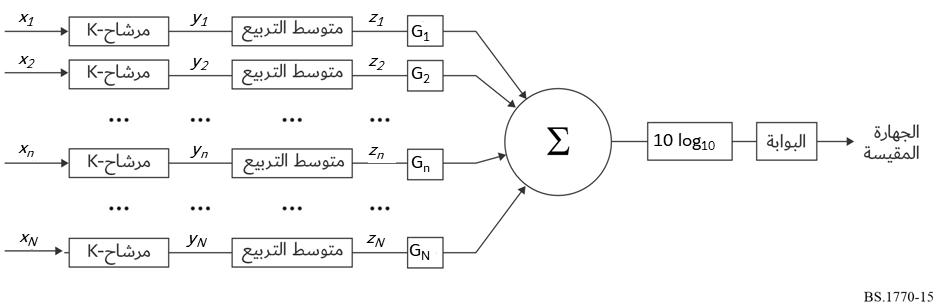 x1 مرشاح-K y1 متوسط التربيع z1 G1
x2 مرشاح-K y2 متوسط التربيع z2 G2
... ... ... ...
xn مرشاح-K yn متوسط التربيع zn Gn
... ... ... ...
xN مرشاح-K yN متوسط التربيع zN GN
Σ
10 log10
البوابة
الجهارة
المقيسة
BS.1770-15